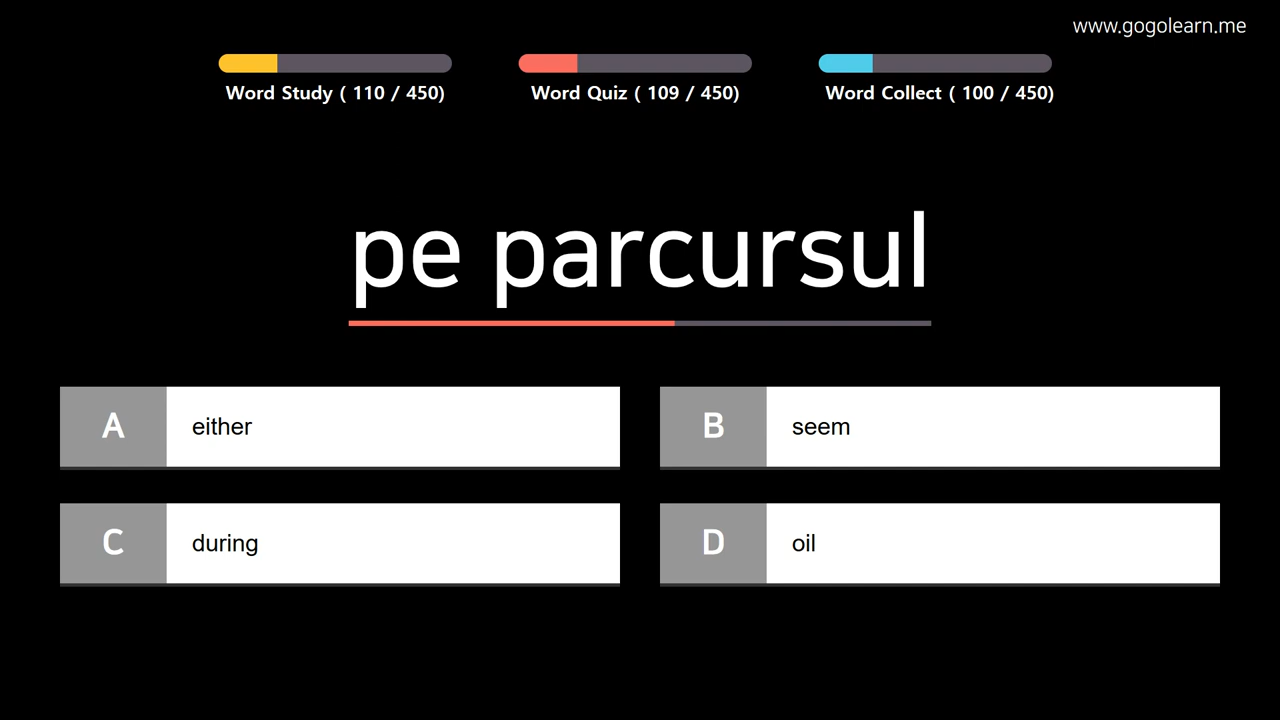 www.gogolearn.me
Word Study ( 110 / 450)
Word Quiz ( 109 / 450)
Word Collect ( 100 / 450)
pe parcursul
A either
B seem
C during
D oil